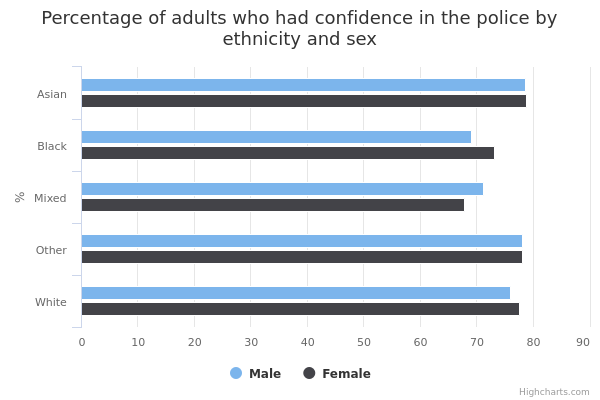 Percentage of adults who had confidence in the police by
ethnicity and sex
Asian
Black
Mixed
Other
White
%
0 10 20 30 40 50 60 70 80 90
Male Female
Highcharts.com